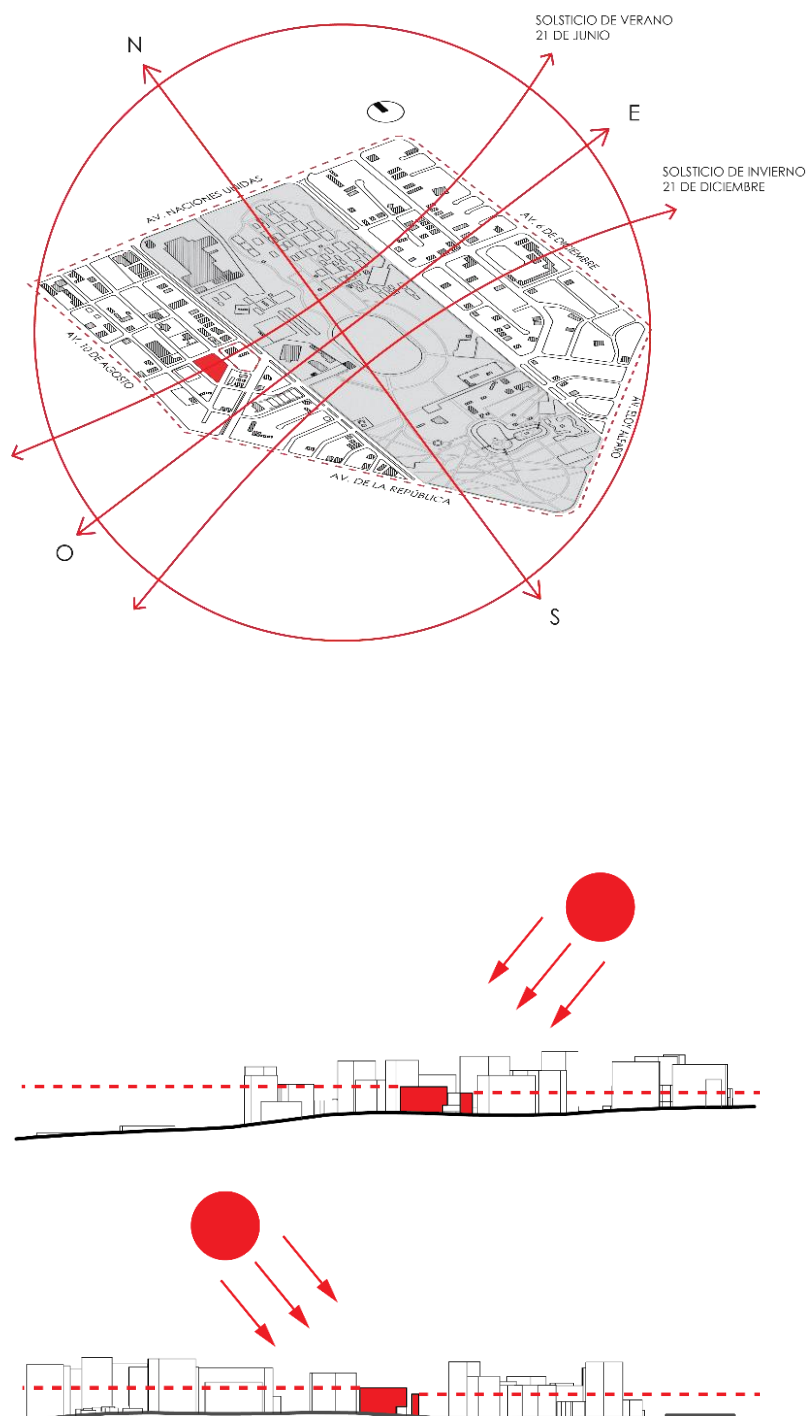 SOLSTICIO DE VERANO
21 DE JUNIO
N
E
SOLSTICIO DE INVIERNO
21 DE DICIEMBRE
AV. NACIONES UNIDAS
AV. 6 DE DICIEMBRE
AV. 10 DE AGOSTO
AV. ELOY ALFARO
AV. DE LA REPÚBLICA
O
S